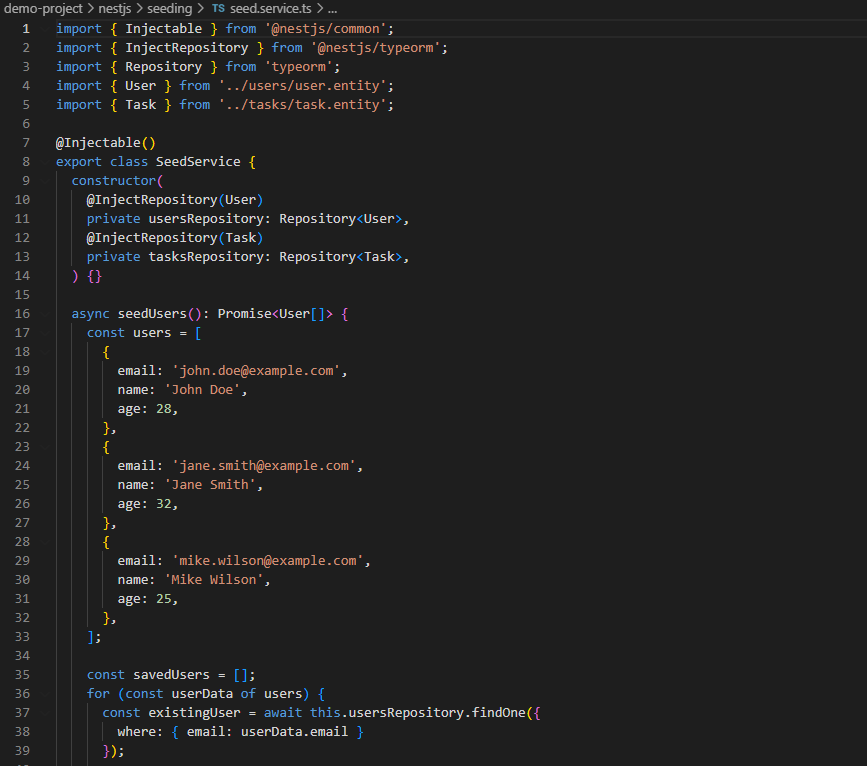 demo-project > nestjs > seeding > TS seed.service.ts > ...
1 import { Injectable } from '@nestjs/common';
2 import { InjectRepository } from '@nestjs/typeorm';
3 import { Repository } from 'typeorm';
4 import { User } from '../users/user.entity';
5 import { Task } from '../tasks/task.entity';
6
7 @Injectable()
8 export class SeedService {
9   constructor(
10     @InjectRepository(User)
11     private usersRepository: Repository<User>,
12     @InjectRepository(Task)
13     private tasksRepository: Repository<Task>,
14   ) {}
15
16   async seedUsers(): Promise<User[]> {
17     const users = [
18       {
19         email: 'john.doe@example.com',
20         name: 'John Doe',
21         age: 28,
22       },
23       {
24         email: 'jane.smith@example.com',
25         name: 'Jane Smith',
26         age: 32,
27       },
28       {
29         email: 'mike.wilson@example.com',
30         name: 'Mike Wilson',
31         age: 25,
32       },
33     ];
34
35     const savedUsers = [];
36     for (const userData of users) {
37       const existingUser = await this.usersRepository.findOne({
38         where: { email: userData.email }
39       });